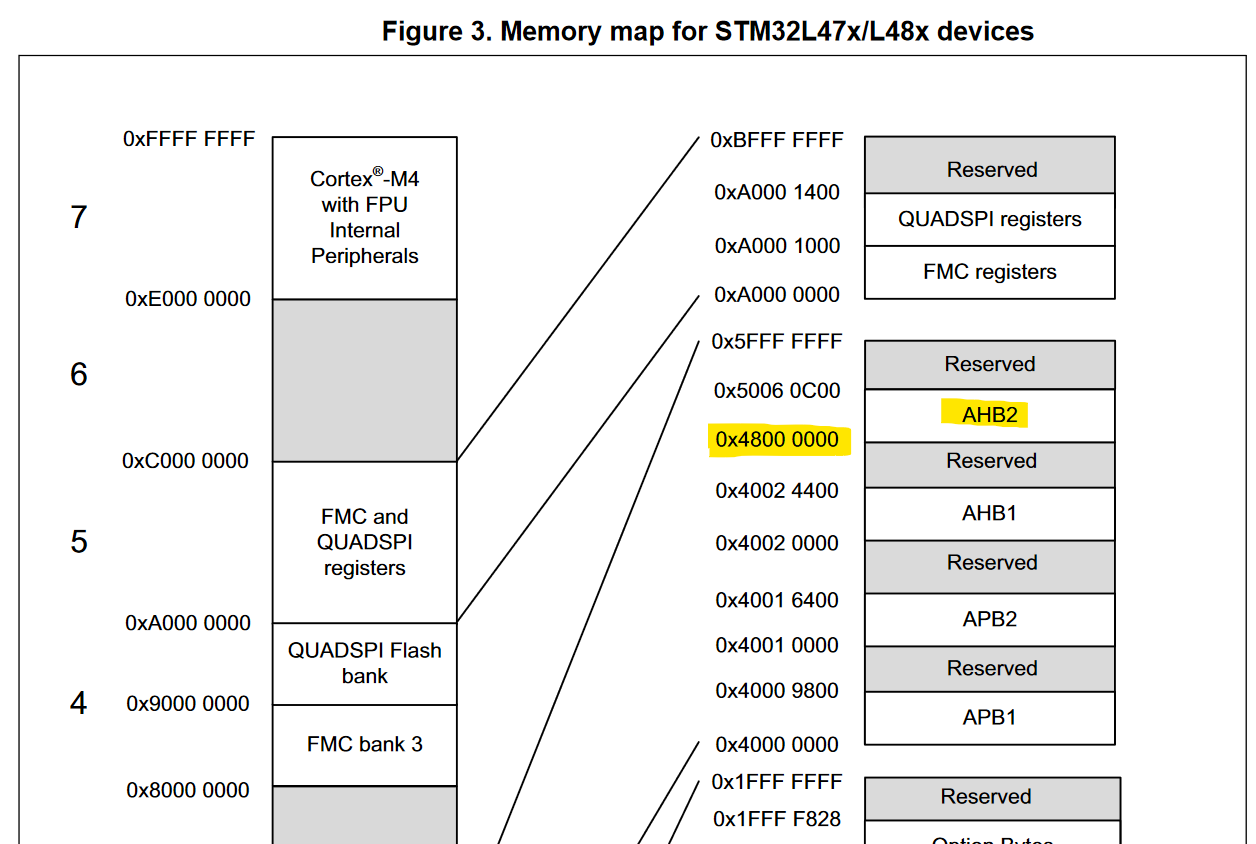 Figure 3. Memory map for STM32L47x/L48x devices
0xFFFF FFFF
7
Cortex®-M4
with FPU
Internal
Peripherals
0xE000 0000
6
0xC000 0000
5
FMC and
QUADSPI
registers
0xA000 0000
QUADSPI Flash
bank
4
0x9000 0000
FMC bank 3
0x8000 0000
0xBFFF FFFF
Reserved
0xA000 1400
QUADSPI registers
0xA000 1000
FMC registers
0xA000 0000
0x5FFF FFFF
Reserved
0x5006 0C00
AHB2
0x4800 0000
Reserved
0x4002 4400
AHB1
0x4002 0000
Reserved
0x4001 6400
APB2
0x4001 0000
Reserved
0x4000 9800
APB1
0x4000 0000
0x1FFF FFFF
Reserved
0x1FFF F828
Option Bytes